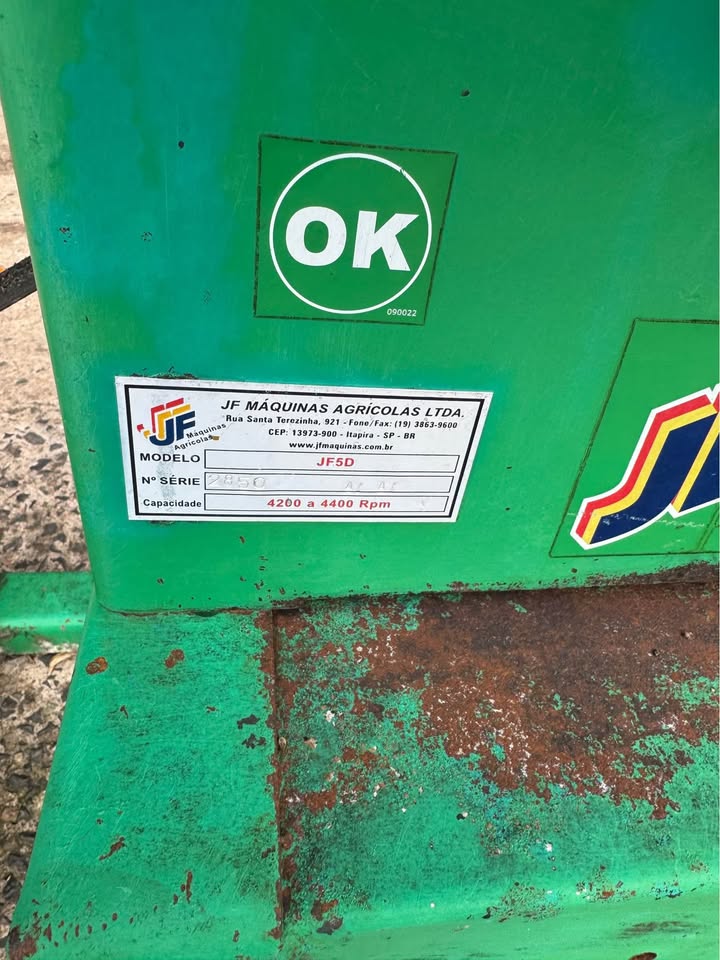 OK
090022
JF MÁQUINAS AGRÍCOLAS LTDA.
Rua Santa Terezinha, 921 - Fone/Fax: (19) 3863-9600
CEP: 13973-900 - Itapira - SP - BR
www.jfmaquinas.com.br
JF Máquinas
Agrícolas
MODELO JF5D
Nº SÉRIE 2850
Capacidade 4200 a 4400 Rpm